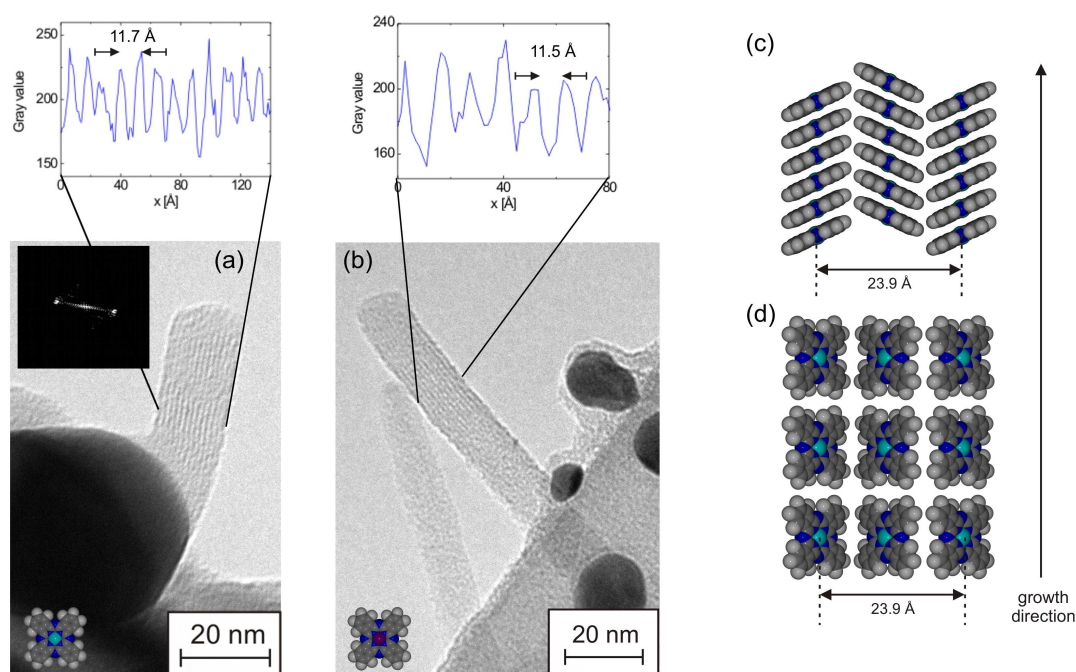 250
200
150
Gray value
11.7 Å
0
40
80
120
x [Å]
240
200
160
Gray value
11.5 Å
0
40
80
x [Å]
(a)
20 nm
(b)
20 nm
(c)
23.9 Å
(d)
23.9 Å
growth
direction